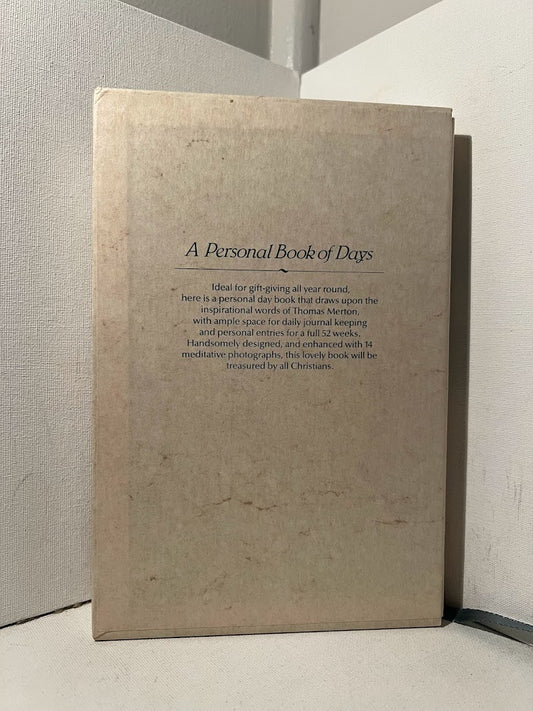 A Personal Book of Days
Ideal for gift-giving all year round,
here is a personal day book that draws upon the
inspirational words of Thomas Merton,
with ample space for daily journal keeping
and personal entries for a full 52 weeks.
Handsomely designed, and enhanced with 14
meditative photographs, this lovely book will be
treasured by all Christians.